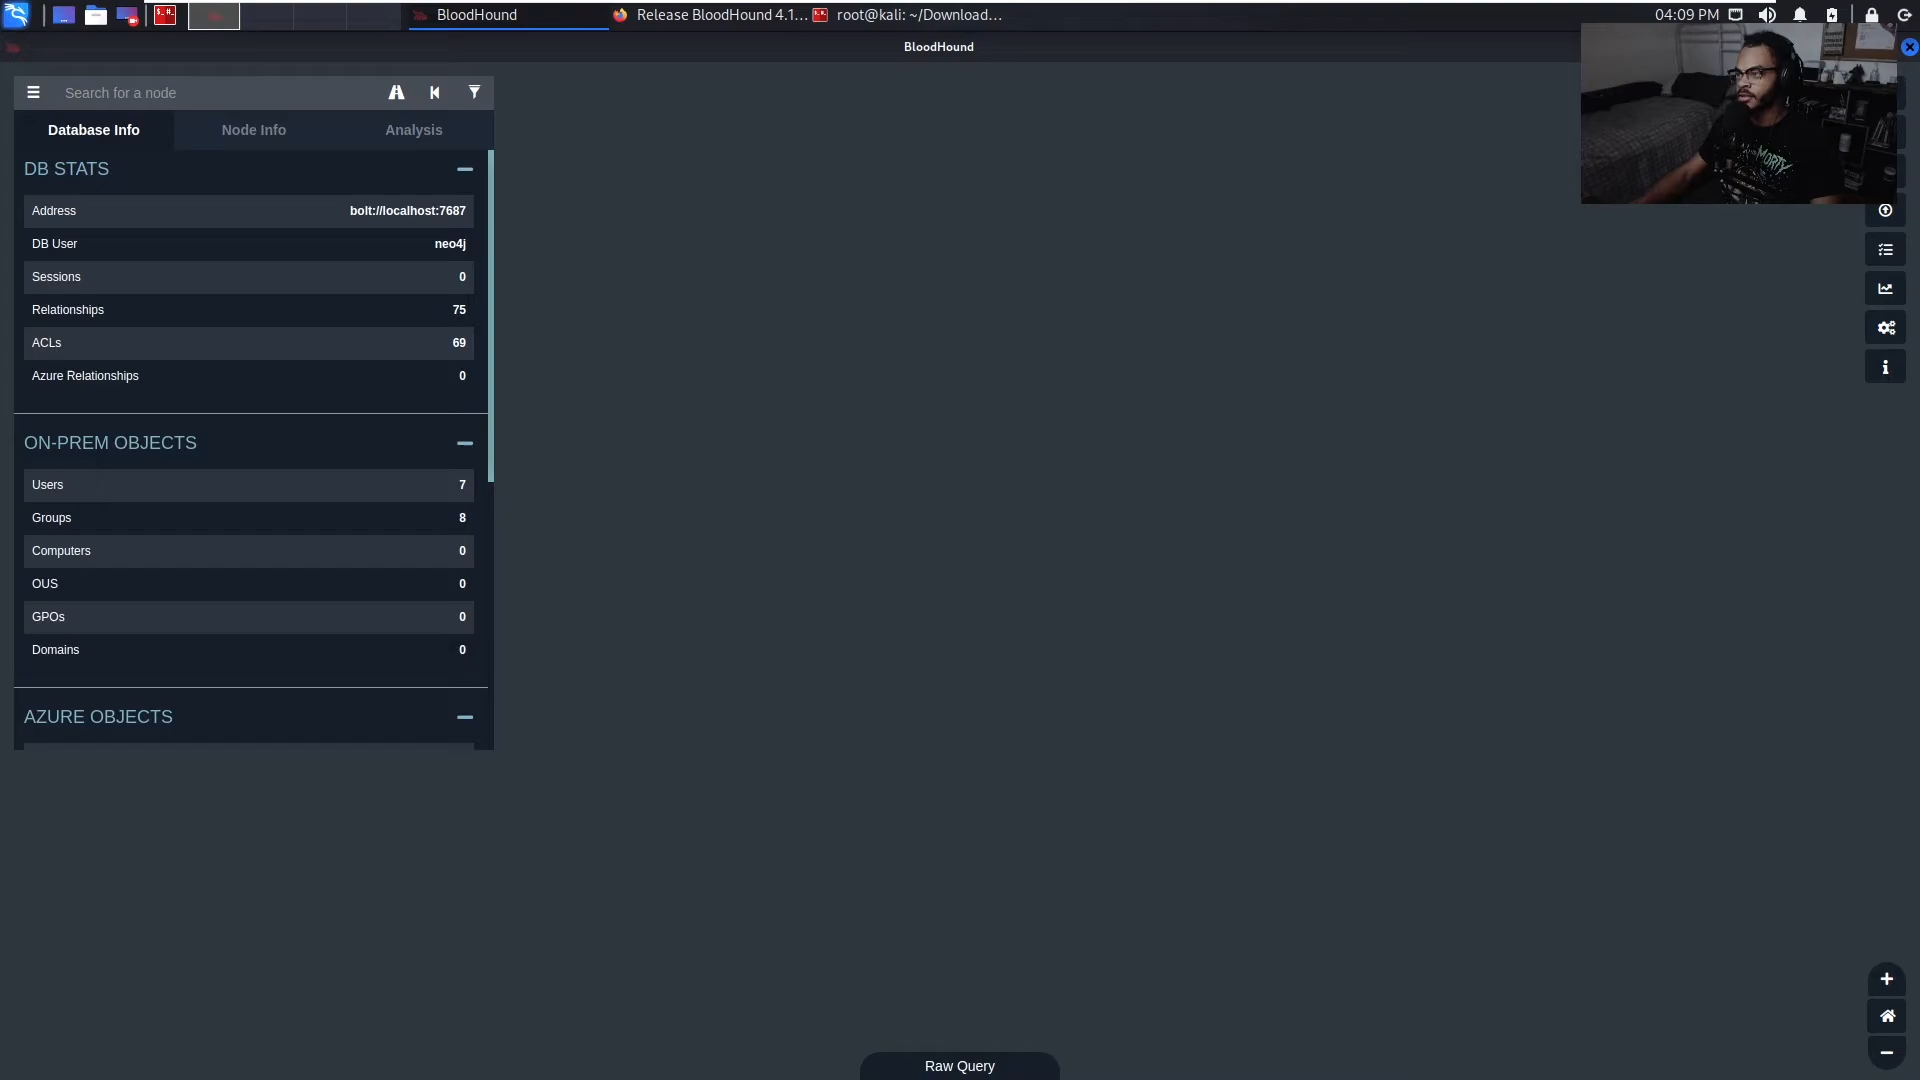 BloodHound
Release BloodHound 4.1...
root@kali: ~/Download...
04:09 PM
BloodHound
Search for a node
Database Info
Node Info
Analysis
DB STATS
Address bolt://localhost:7687
DB User neo4j
Sessions 0
Relationships 75
ACLs 69
Azure Relationships 0
ON-PREM OBJECTS
Users 7
Groups 8
Computers 0
OUS 0
GPOs 0
Domains 0
AZURE OBJECTS
MORTY
Raw Query